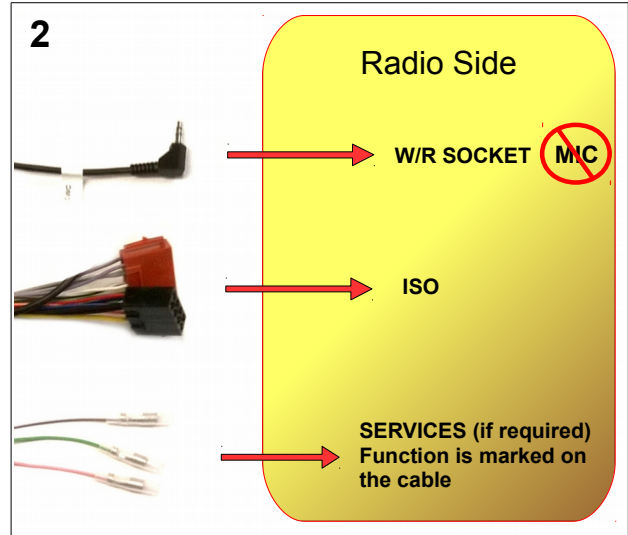 2
Radio Side
W/R SOCKET MIC
ISO
SERVICES (if required)
Function is marked on
the cable